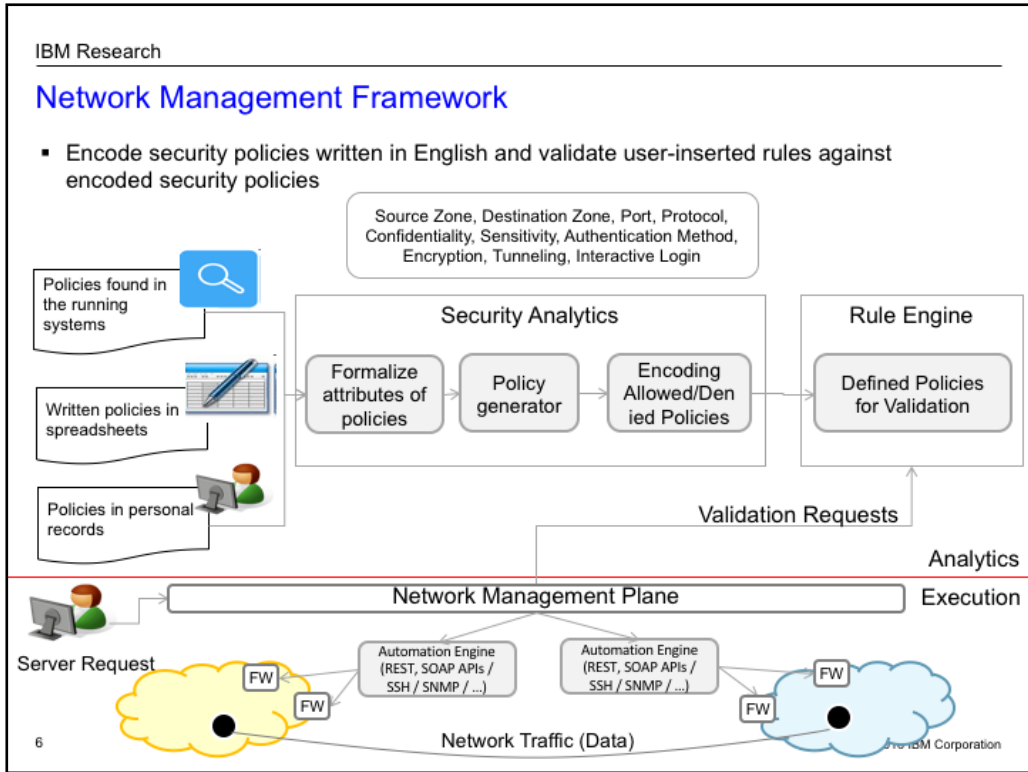 IBM Research
Network Management Framework
▪ Encode security policies written in English and validate user-inserted rules against
encoded security policies
Source Zone, Destination Zone, Port, Protocol,
Confidentiality, Sensitivity, Authentication Method,
Encryption, Tunneling, Interactive Login
Policies found in
the running
systems
Written policies in
spreadsheets
Policies in personal
records
Security Analytics
Formalize
attributes of
policies
Policy
generator
Encoding
Allowed/Den
ied Policies
Rule Engine
Defined Policies
for Validation
Validation Requests
Analytics
Execution
Network Management Plane
Server Request
Automation Engine
(REST, SOAP APIs /
SSH / SNMP / ...)
Automation Engine
(REST, SOAP APIs /
SSH / SNMP / ...)
FW
FW
FW
FW
Network Traffic (Data)
6
IBM Corporation